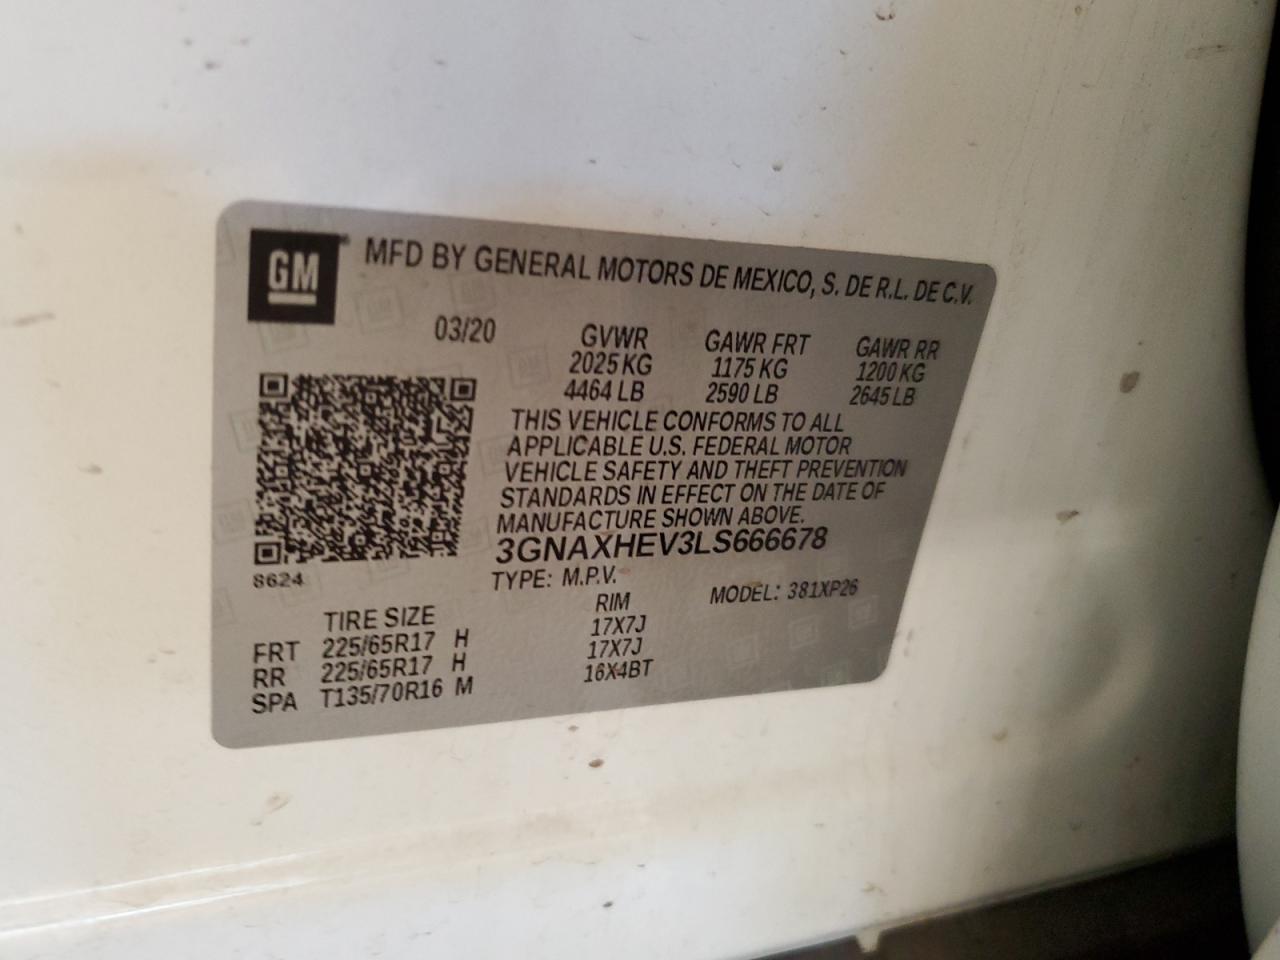 GM
MFD BY GENERAL MOTORS DE MEXICO, S. DE R.L. DE C.V.
03/20 GVWR GAWR FRT GAWR RR
2025 KG 1175 KG 1200 KG
4464 LB 2590 LB 2645 LB
THIS VEHICLE CONFORMS TO ALL
APPLICABLE U.S. FEDERAL MOTOR
VEHICLE SAFETY AND THEFT PREVENTION
STANDARDS IN EFFECT ON THE DATE OF
MANUFACTURE SHOWN ABOVE.
3GNAXHEV3LS666678
8624 TYPE: M.P.V. MODEL: 381XP26
TIRE SIZE RIM
FRT 225/65R17 H 17X7J
RR 225/65R17 H 17X7J
SPA T135/70R16 M 16X4BT